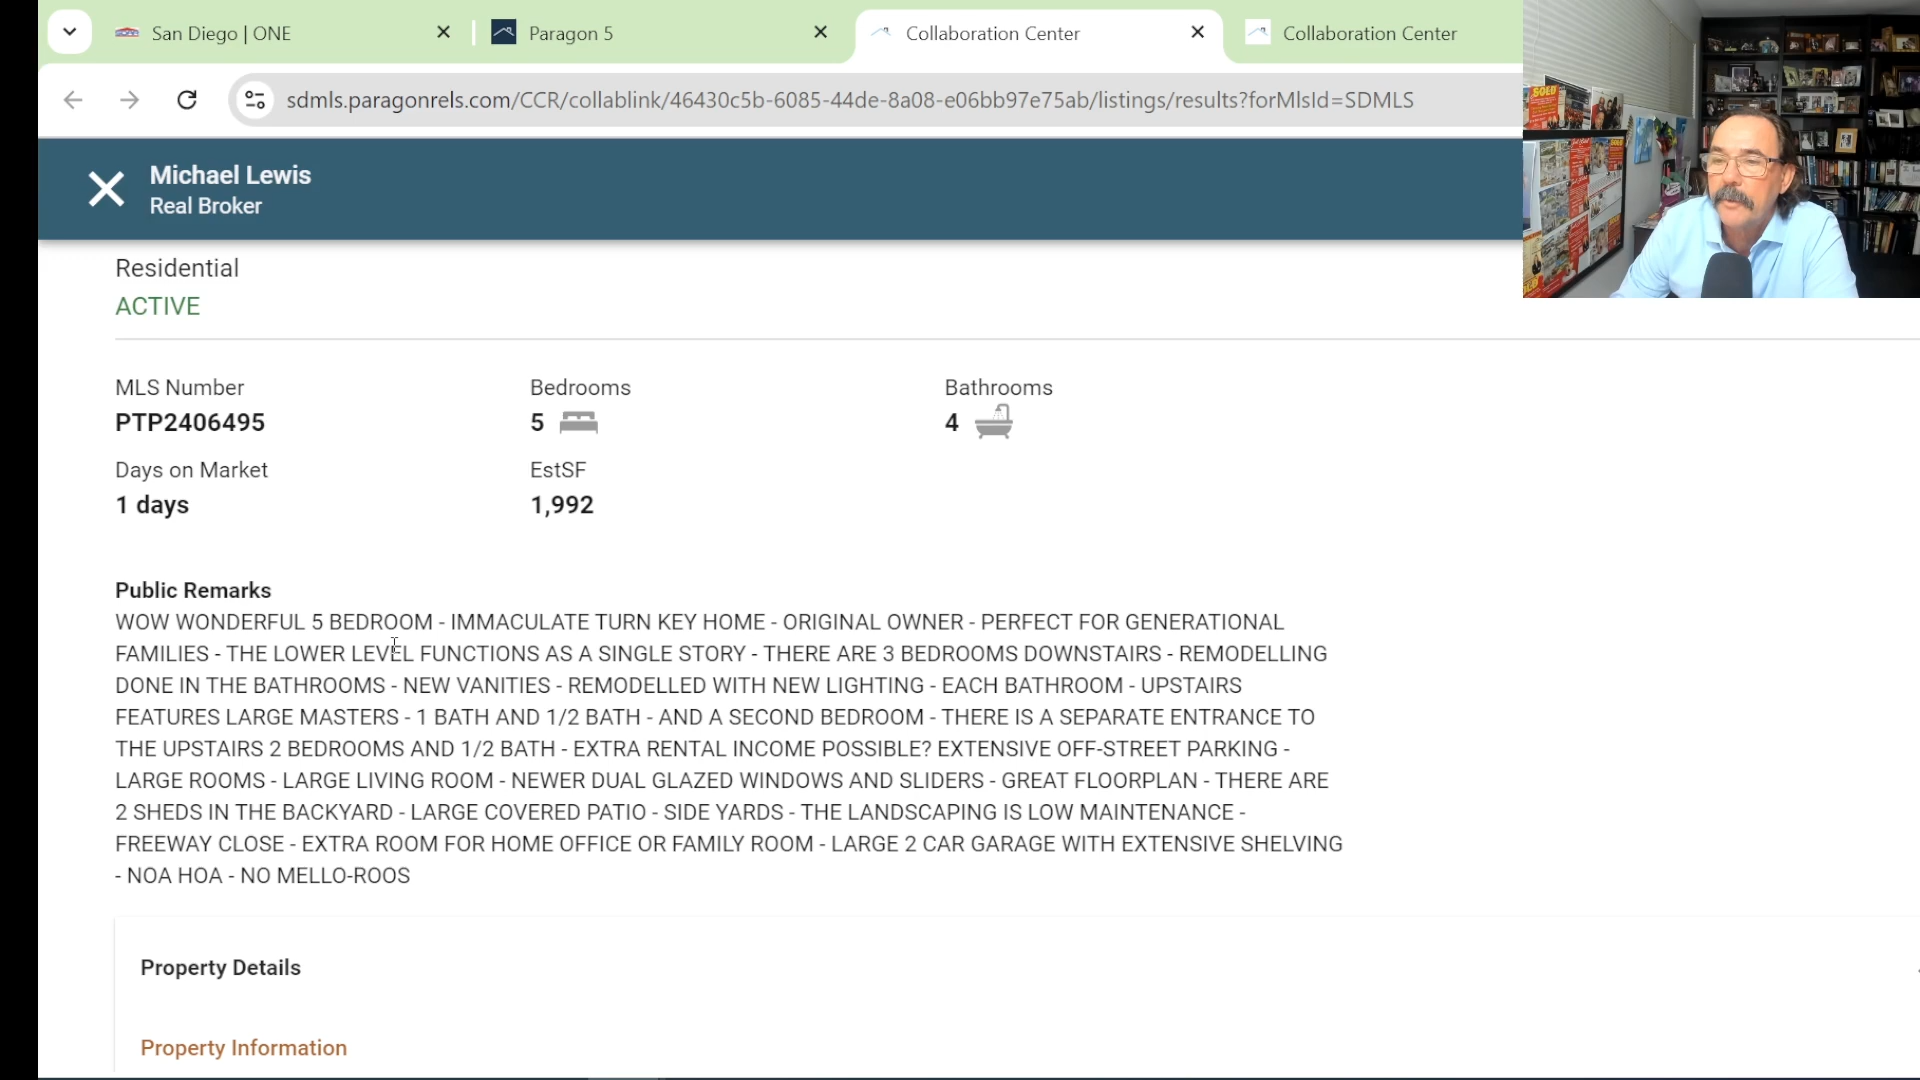 San Diego | ONE
Paragon 5
Collaboration Center
Collaboration Center
sdmls.paragonrels.com/CCR/collablink/46430c5b-6085-44de-8a08-e06bb97e75ab/listings/results?forMlsId=SDMLS
Michael Lewis
Real Broker
SOLD
Residential
ACTIVE
MLS Number
PTP2406495
Bedrooms
5
Bathrooms
4
Days on Market
1 days
EstSF
1,992
Public Remarks
WOW WONDERFUL 5 BEDROOM - IMMACULATE TURN KEY HOME - ORIGINAL OWNER - PERFECT FOR GENERATIONAL
FAMILIES - THE LOWER LEVEL FUNCTIONS AS A SINGLE STORY - THERE ARE 3 BEDROOMS DOWNSTAIRS - REMODELLING
DONE IN THE BATHROOMS - NEW VANITIES - REMODELLED WITH NEW LIGHTING - EACH BATHROOM - UPSTAIRS
FEATURES LARGE MASTERS - 1 BATH AND 1/2 BATH - AND A SECOND BEDROOM - THERE IS A SEPARATE ENTRANCE TO
THE UPSTAIRS 2 BEDROOMS AND 1/2 BATH - EXTRA RENTAL INCOME POSSIBLE? EXTENSIVE OFF-STREET PARKING -
LARGE ROOMS - LARGE LIVING ROOM - NEWER DUAL GLAZED WINDOWS AND SLIDERS - GREAT FLOORPLAN - THERE ARE
2 SHEDS IN THE BACKYARD - LARGE COVERED PATIO - SIDE YARDS - THE LANDSCAPING IS LOW MAINTENANCE -
FREEWAY CLOSE - EXTRA ROOM FOR HOME OFFICE OR FAMILY ROOM - LARGE 2 CAR GARAGE WITH EXTENSIVE SHELVING
- NOA HOA - NO MELLO-ROOS
Property Details
Property Information